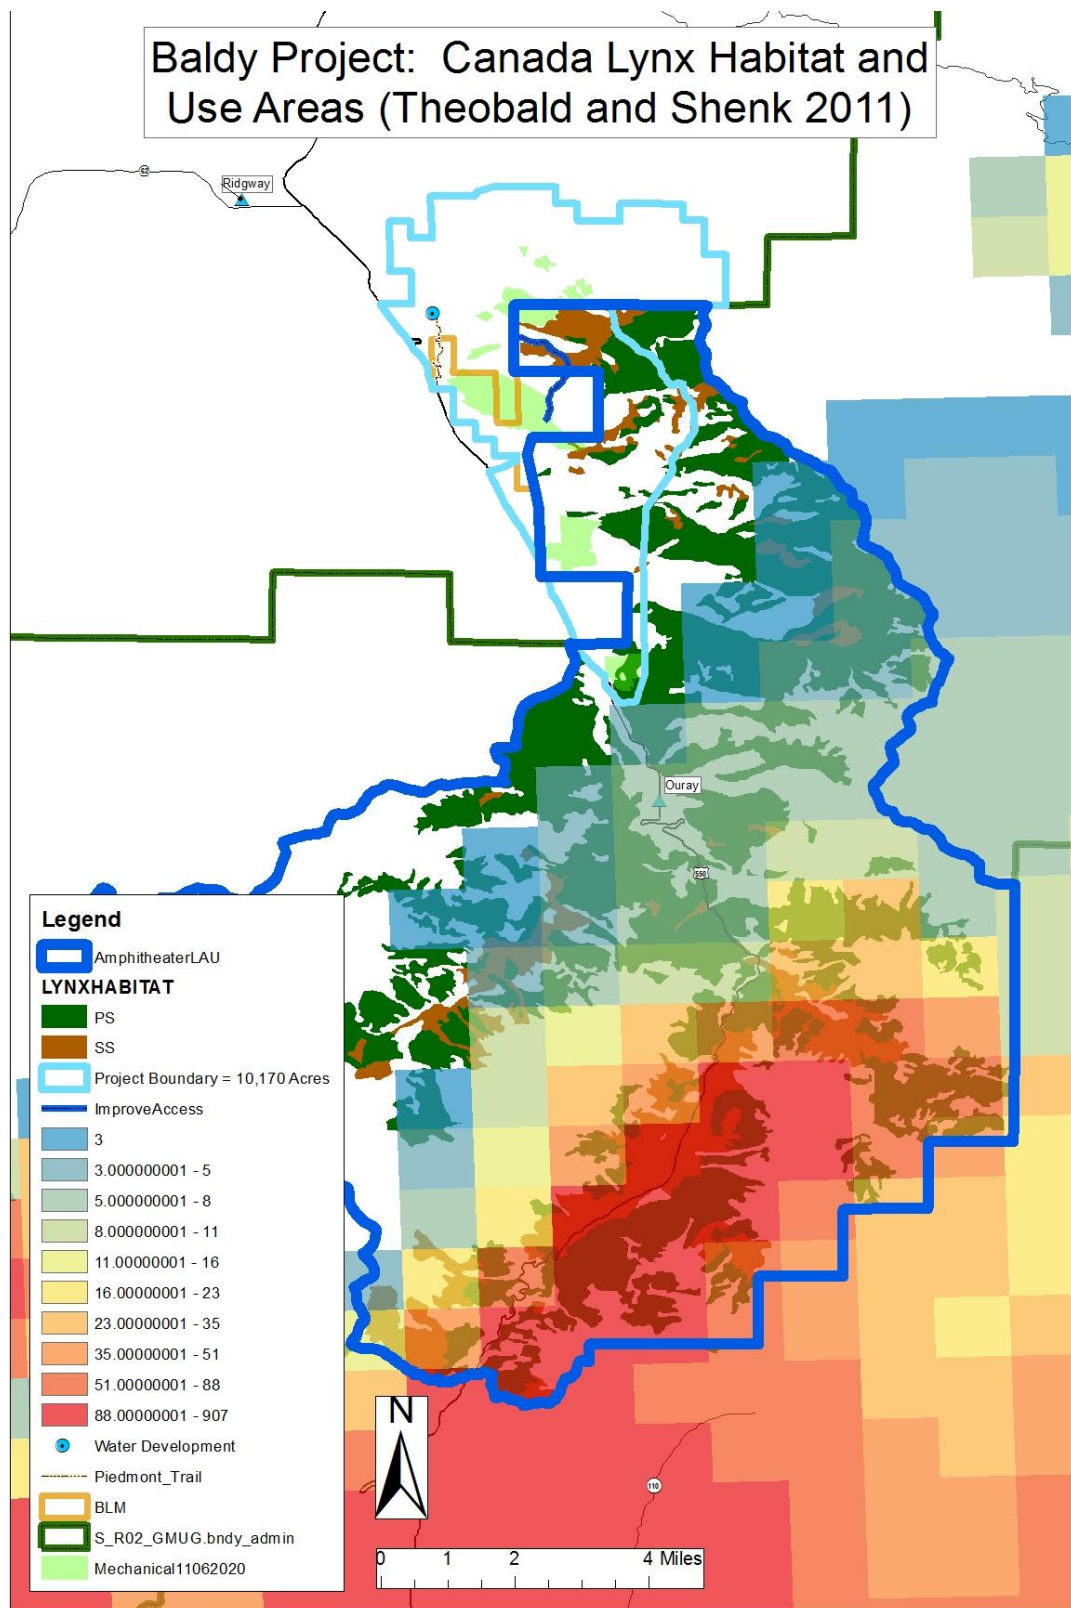 Baldy Project: Canada Lynx Habitat and
Use Areas (Theobald and Shenk 2011)
62
Ridgway
Ouray
550
Legend
AmphitheaterLAU
LYNXHABITAT
PS
SS
Project Boundary = 10,170 Acres
ImproveAccess
3
3.000000001 - 5
5.00000001 - 8
8.00000001 - 11
11.00000001 - 16
16.00000001 - 23
23.00000001 - 35
35.00000001 - 51
51.00000001 - 88
88.00000001 - 907
Water Development
Piedmont_Trail
BLM
S_R02_GMUG.bndy_admin
Mechanical11062020
N
110
0 1 2 4 Miles